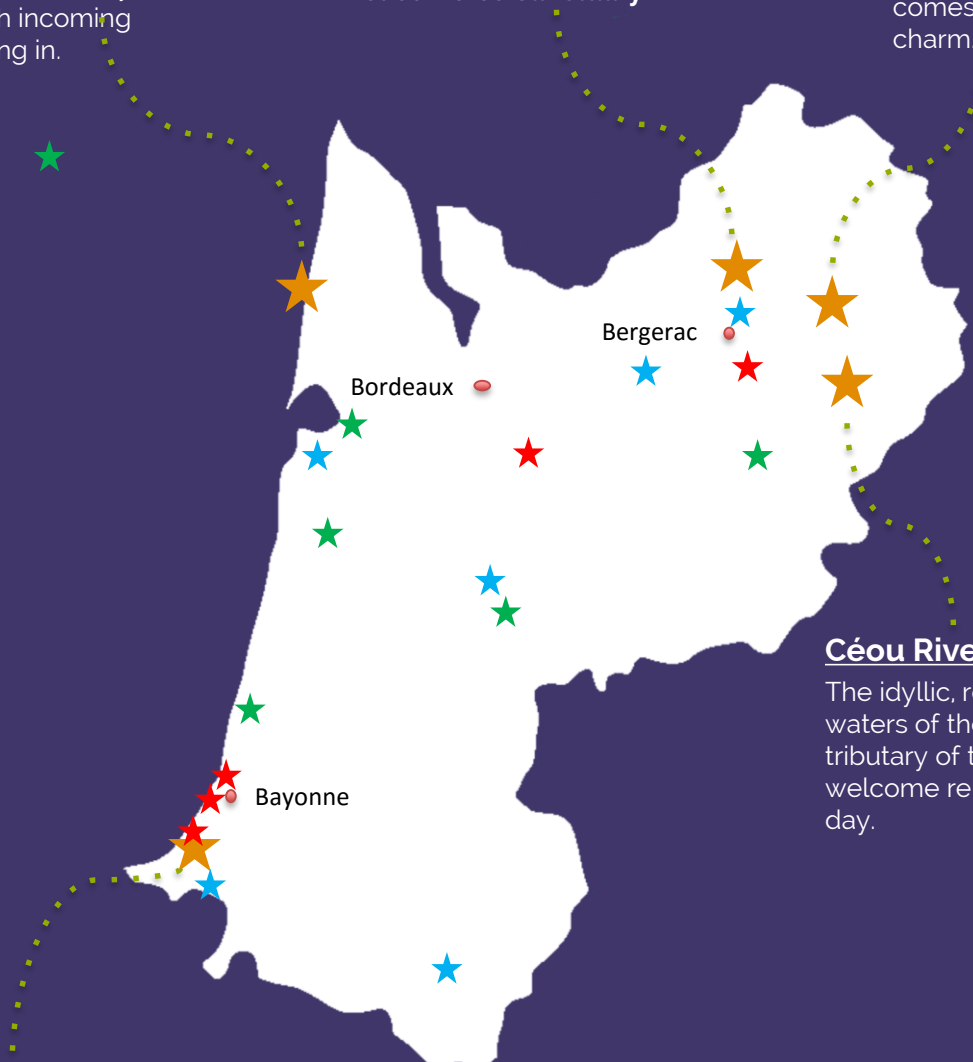 incoming
ng in.
comes
charm.
Bergerac
Bordeaux
Céou Rive
The idyllic, r
waters of the
tributary of t
welcome re
day.
Bayonne